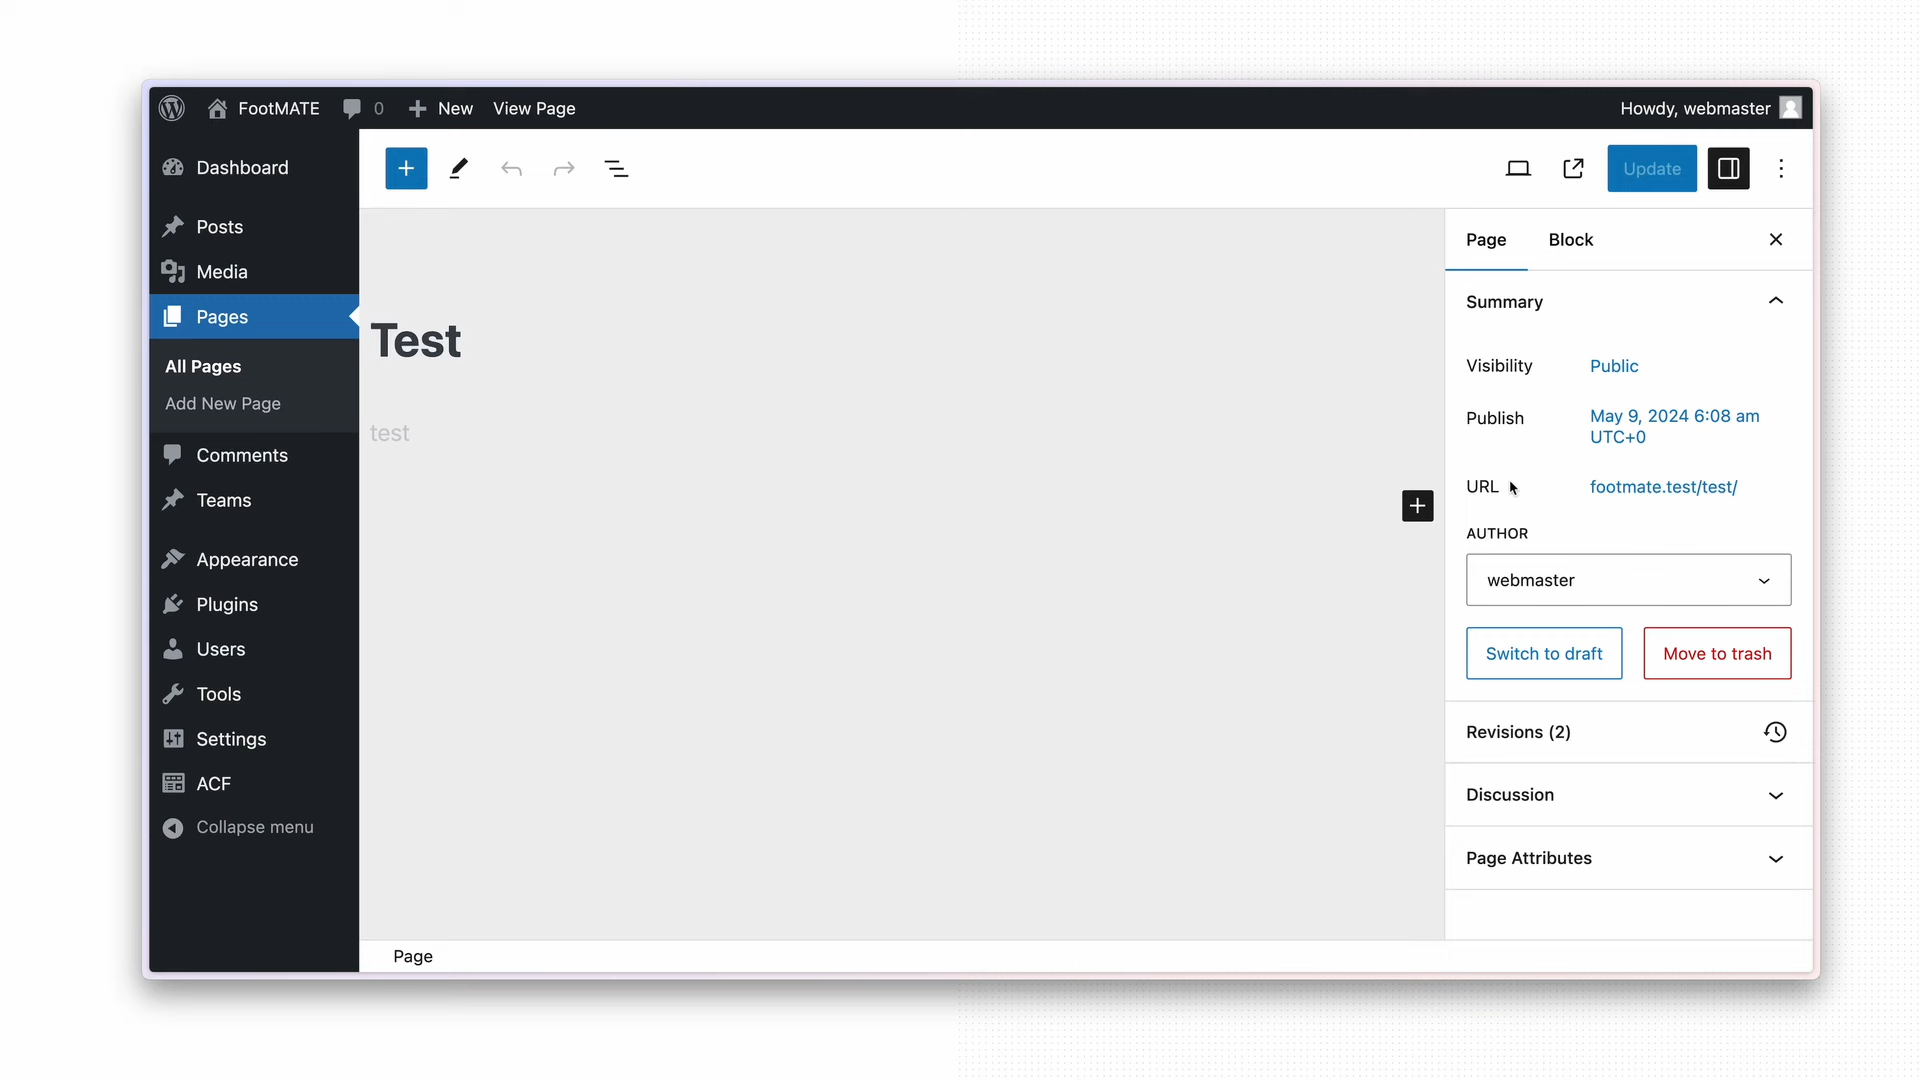 FootMATE
0
New
View Page
Howdy, webmaster
Dashboard
Posts
Media
Pages
All Pages
Add New Page
Comments
Teams
Appearance
Plugins
Users
Tools
Settings
ACF
Collapse menu
Update
Test
test
Page
Block
Summary
Visibility
Public
Publish
May 9, 2024 6:08 am
UTC+0
URL
footmate.test/test/
AUTHOR
webmaster
Switch to draft
Move to trash
Revisions (2)
Discussion
Page Attributes
Page